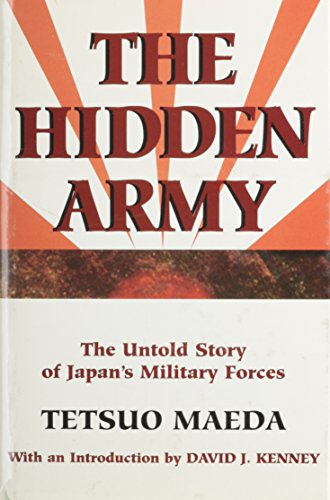 THE
HIDDEN
ARMY
The Untold Story
of Japan's Military Forces
TETSUO MAEDA
With an Introduction by DAVID J. KENNEY